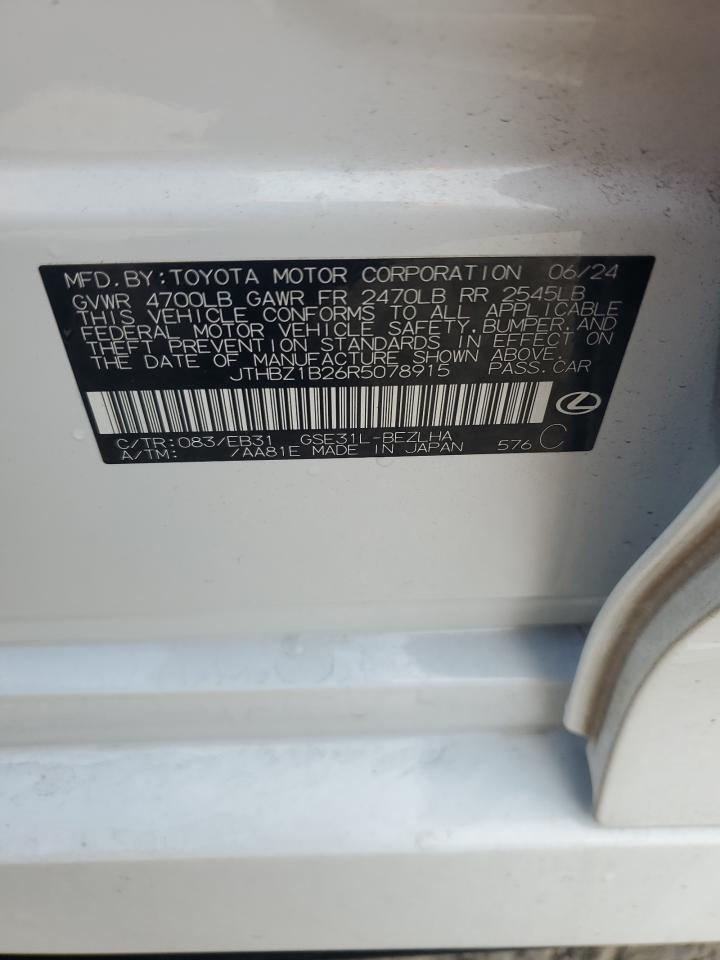 MFD.BY:TOYOTA MOTOR CORPORATION 06/24
GVWR 4700LB GAWR FR 2470LB RR 2545LB
THIS VEHICLE CONFORMS TO ALL APPLICABLE
FEDERAL MOTOR VEHICLE SAFETY,BUMPER,AND
THEFT PREVENTION STANDARDS IN EFFECT ON
THE DATE OF MANUFACTURE SHOWN ABOVE.
JTHBZ1B26R5078915 PASS.CAR
C/TR:083/EB31 GSE31L-BEZLHA
A/TM: /AA81E MADE IN JAPAN 576 C